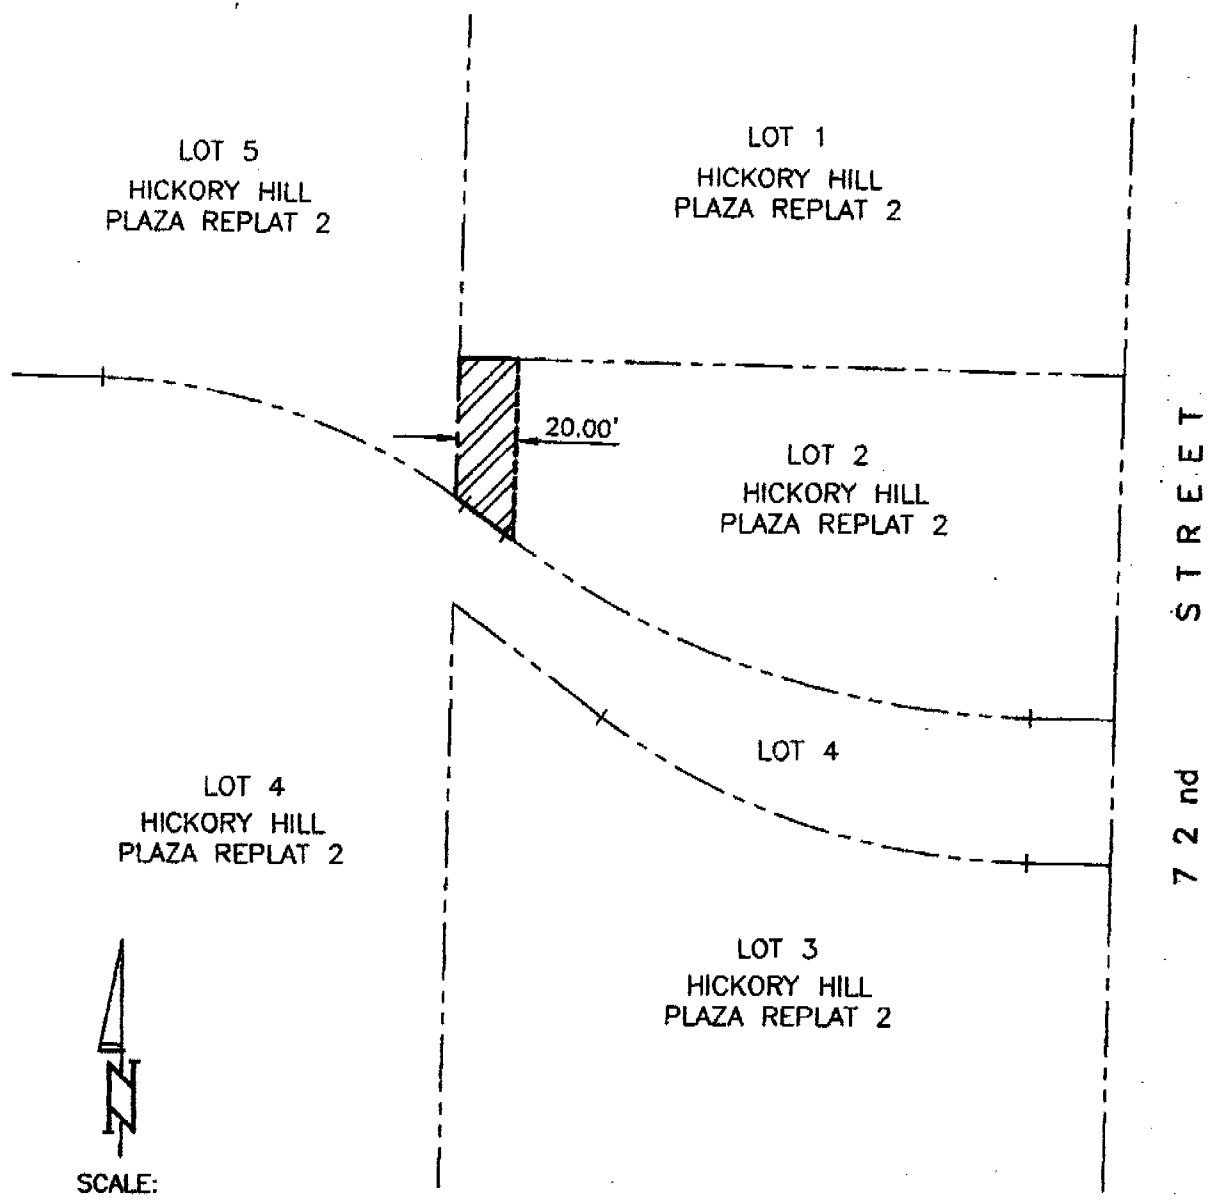 LOT 5
HICKORY HILL
PLAZA REPLAT 2
LOT 1
HICKORY HILL
PLAZA REPLAT 2
20.00'
LOT 2
HICKORY HILL
PLAZA REPLAT 2
72nd STREET
LOT 4
LOT 4
HICKORY HILL
PLAZA REPLAT 2
LOT 3
HICKORY HILL
PLAZA REPLAT 2
N
SCALE: